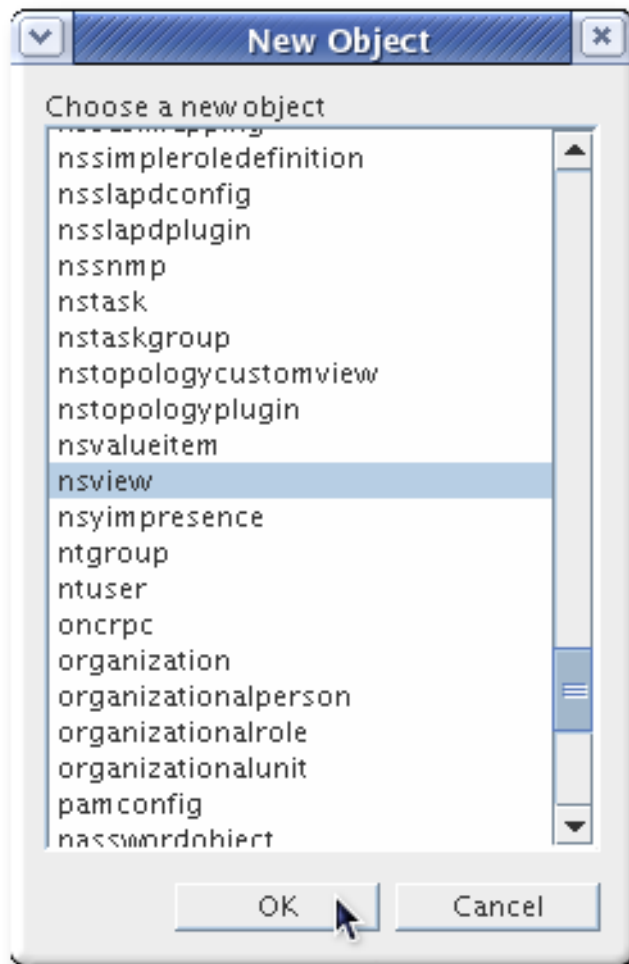 New Object
Choose a new object
nssimpleroledefinition
nsslapdconfig
nsslapdplugin
nssnmp
nstask
nstaskgroup
nstopologycustomview
nstopologyplugin
nsvalueitem
nsview
nsyimpresence
ntgroup
ntuser
oncrpc
organization
organizationalperson
organizationalrole
organizationalunit
pamconfig
passwordobject
OK
Cancel